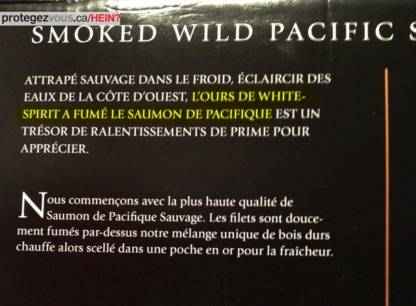 protegezvous.ca/HEIN?
SMOKED WILD PACIFIC S
ATTRAPÉ SAUVAGE DANS LE FROID, ÉCLAIRCIR DES
EAUX DE LA CÔTE D'OUEST, L'OURS DE WHITE-
SPIRIT A FUMÉ LE SAUMON DE PACIFIQUE EST UN
TRÉSOR DE RALENTISSEMENTS DE PRIME POUR
APPRÉCIER.
Nous commençons avec la plus haute qualité de
Saumon de Pacifique Sauvage. Les filets sont douce-
ment fumés par-dessus notre mélange unique de bois durs
chauffe alors scellé dans une poche en or pour la fraîcheur.